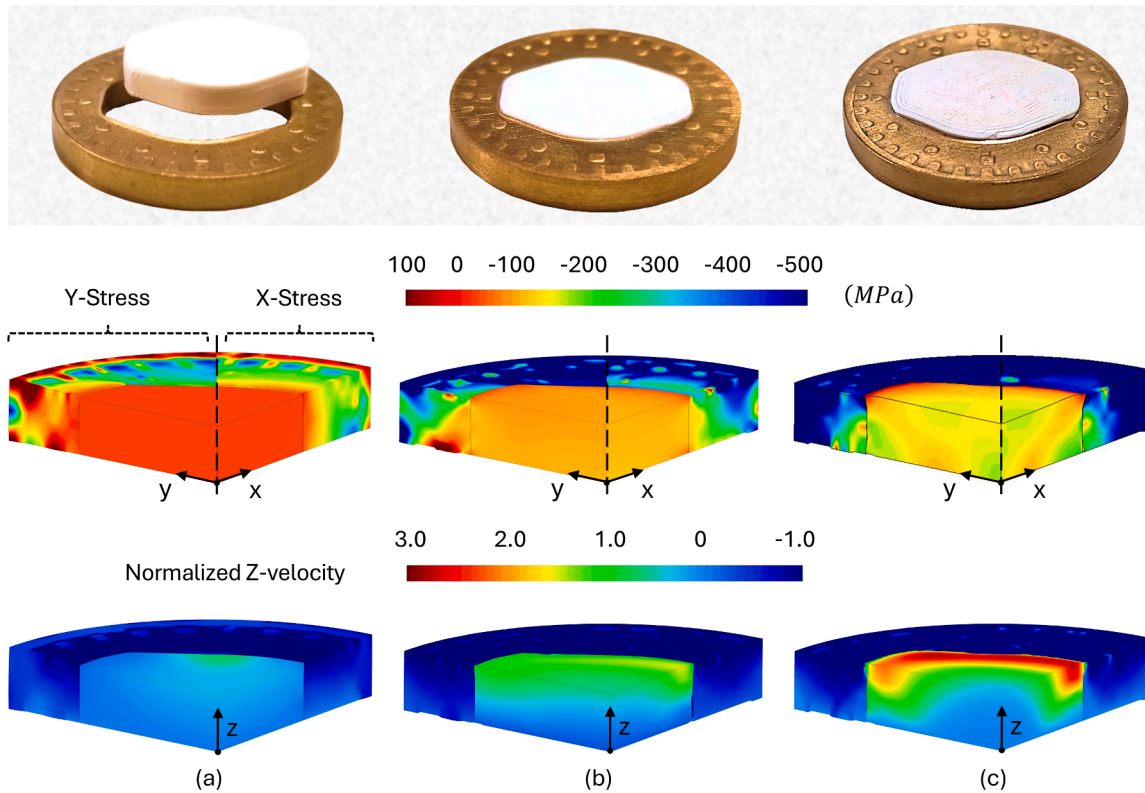 100 0 -100 -200 -300 -400 -500
Y-Stress X-Stress (MPa)
y x y x y x
3.0 2.0 1.0 0 -1.0
Normalized Z-velocity
z z z
(a) (b) (c)